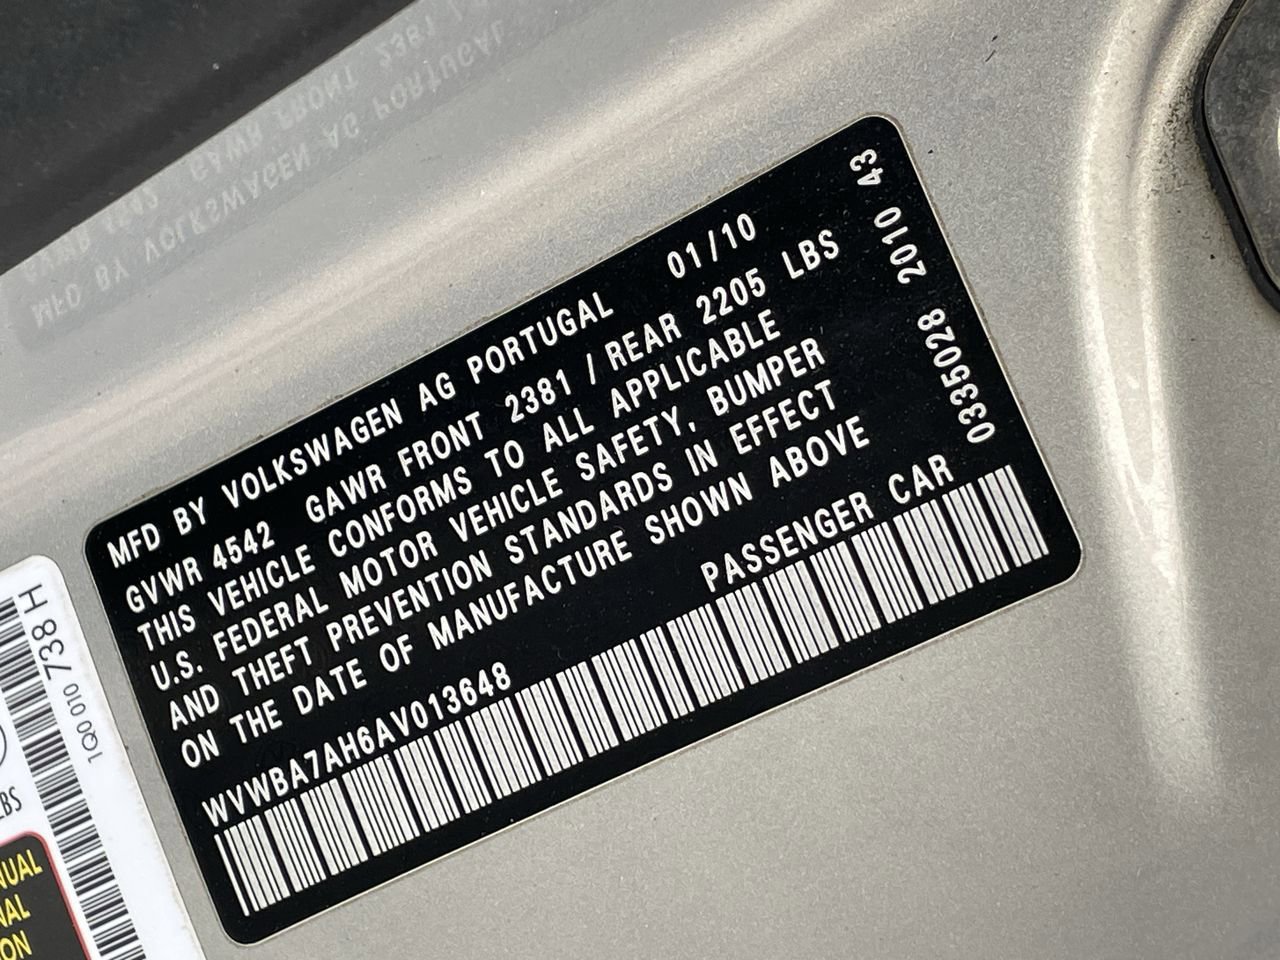 MFD BY VOLKSWAGEN AG PORTUGAL 01/10
GVWR 4542 GAWR FRONT 2381 / REAR 2205 LBS
THIS VEHICLE CONFORMS TO ALL APPLICABLE
U.S. FEDERAL MOTOR VEHICLE SAFETY, BUMPER
AND THEFT PREVENTION STANDARDS IN EFFECT
ON THE DATE OF MANUFACTURE SHOWN ABOVE
PASSENGER CAR
WVWBA7AH6AV013648
0335028 2010 43
1Q0 010 738 H
LBS